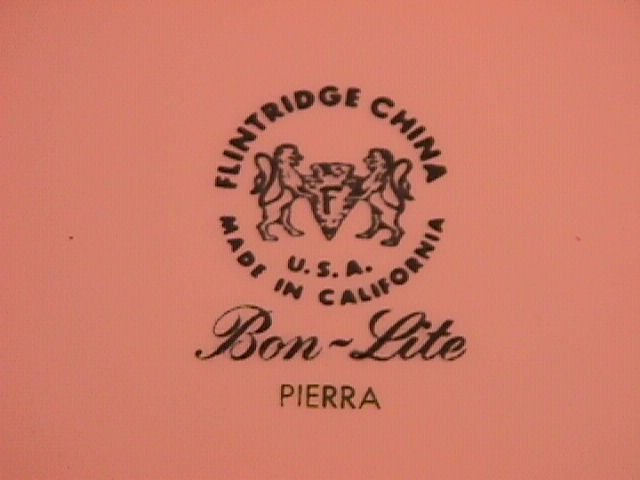 FLINTRIDGE CHINA
F
U.S.A.
MADE IN CALIFORNIA
Bon~Lite
PIERRA